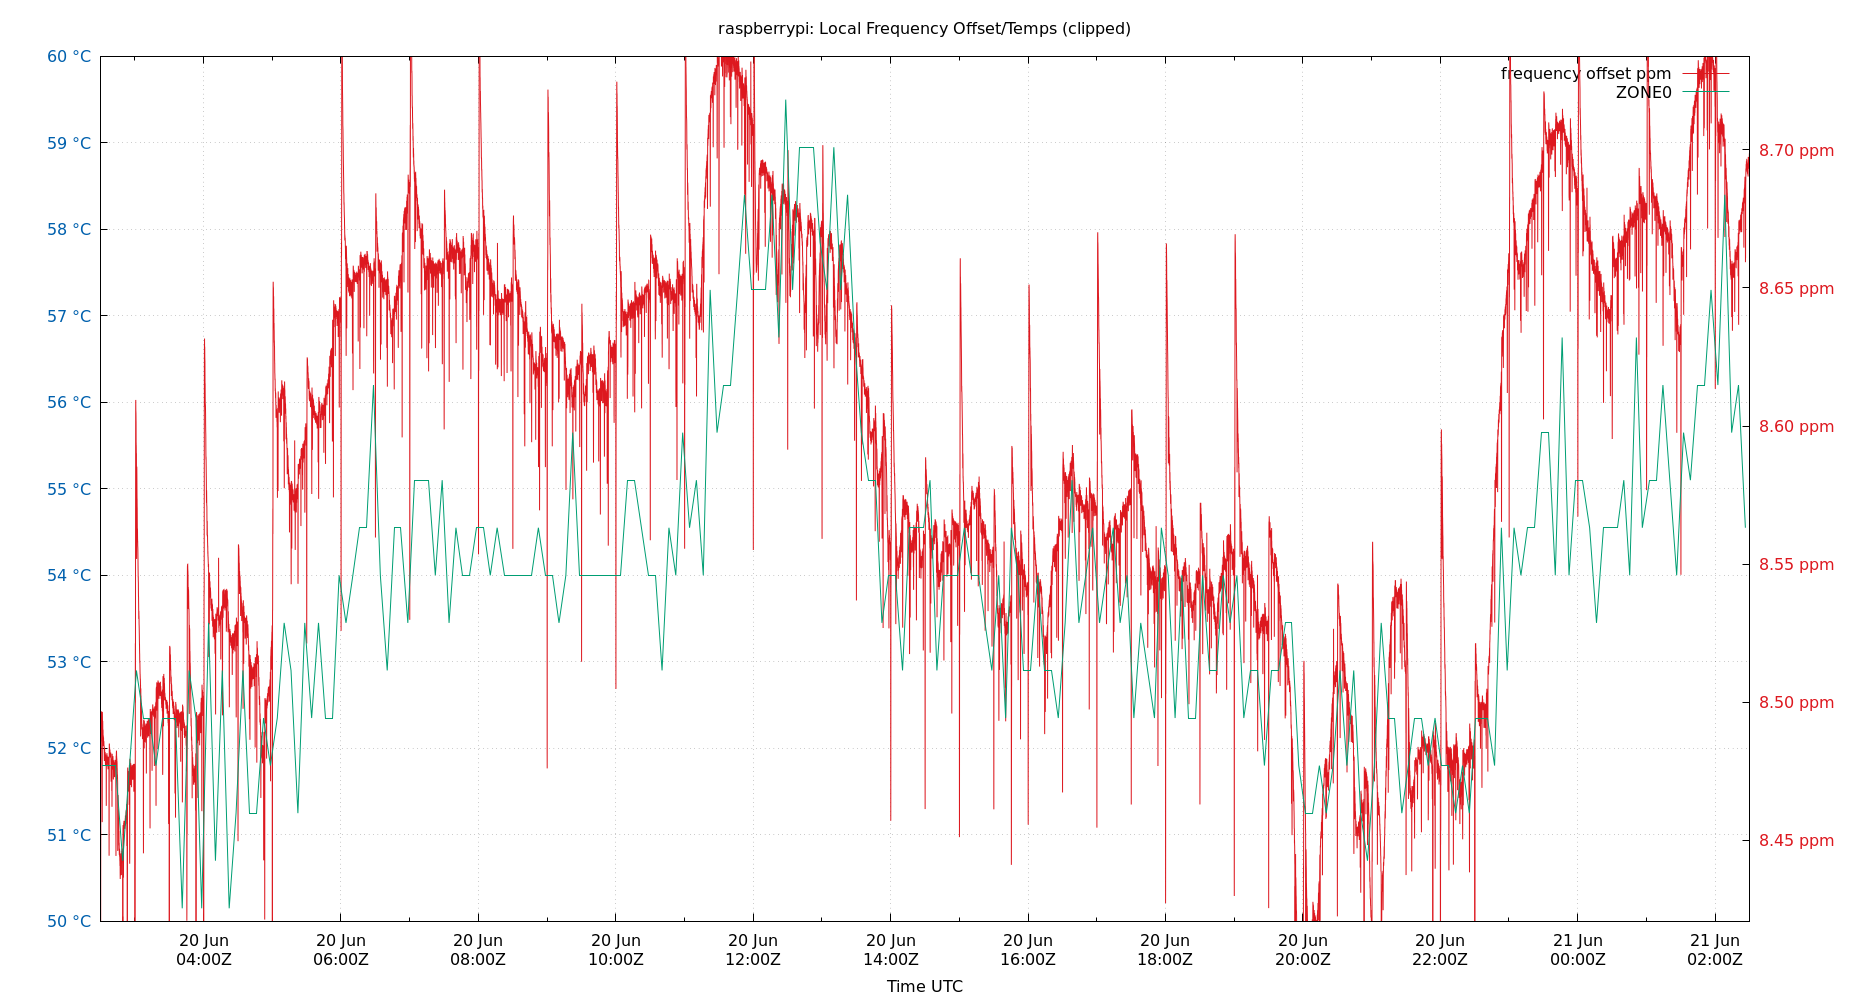 raspberrypi: Local Frequency Offset/Temps (clipped)
60 °C
59 °C
58 °C
57 °C
56 °C
55 °C
54 °C
53 °C
52 °C
51 °C
50 °C
frequency offset ppm
ZONE0
8.70 ppm
8.65 ppm
8.60 ppm
8.55 ppm
8.50 ppm
8.45 ppm
20 Jun
04:00Z
20 Jun
06:00Z
20 Jun
08:00Z
20 Jun
10:00Z
20 Jun
12:00Z
20 Jun
14:00Z
20 Jun
16:00Z
20 Jun
18:00Z
20 Jun
20:00Z
20 Jun
22:00Z
21 Jun
00:00Z
21 Jun
02:00Z
Time UTC